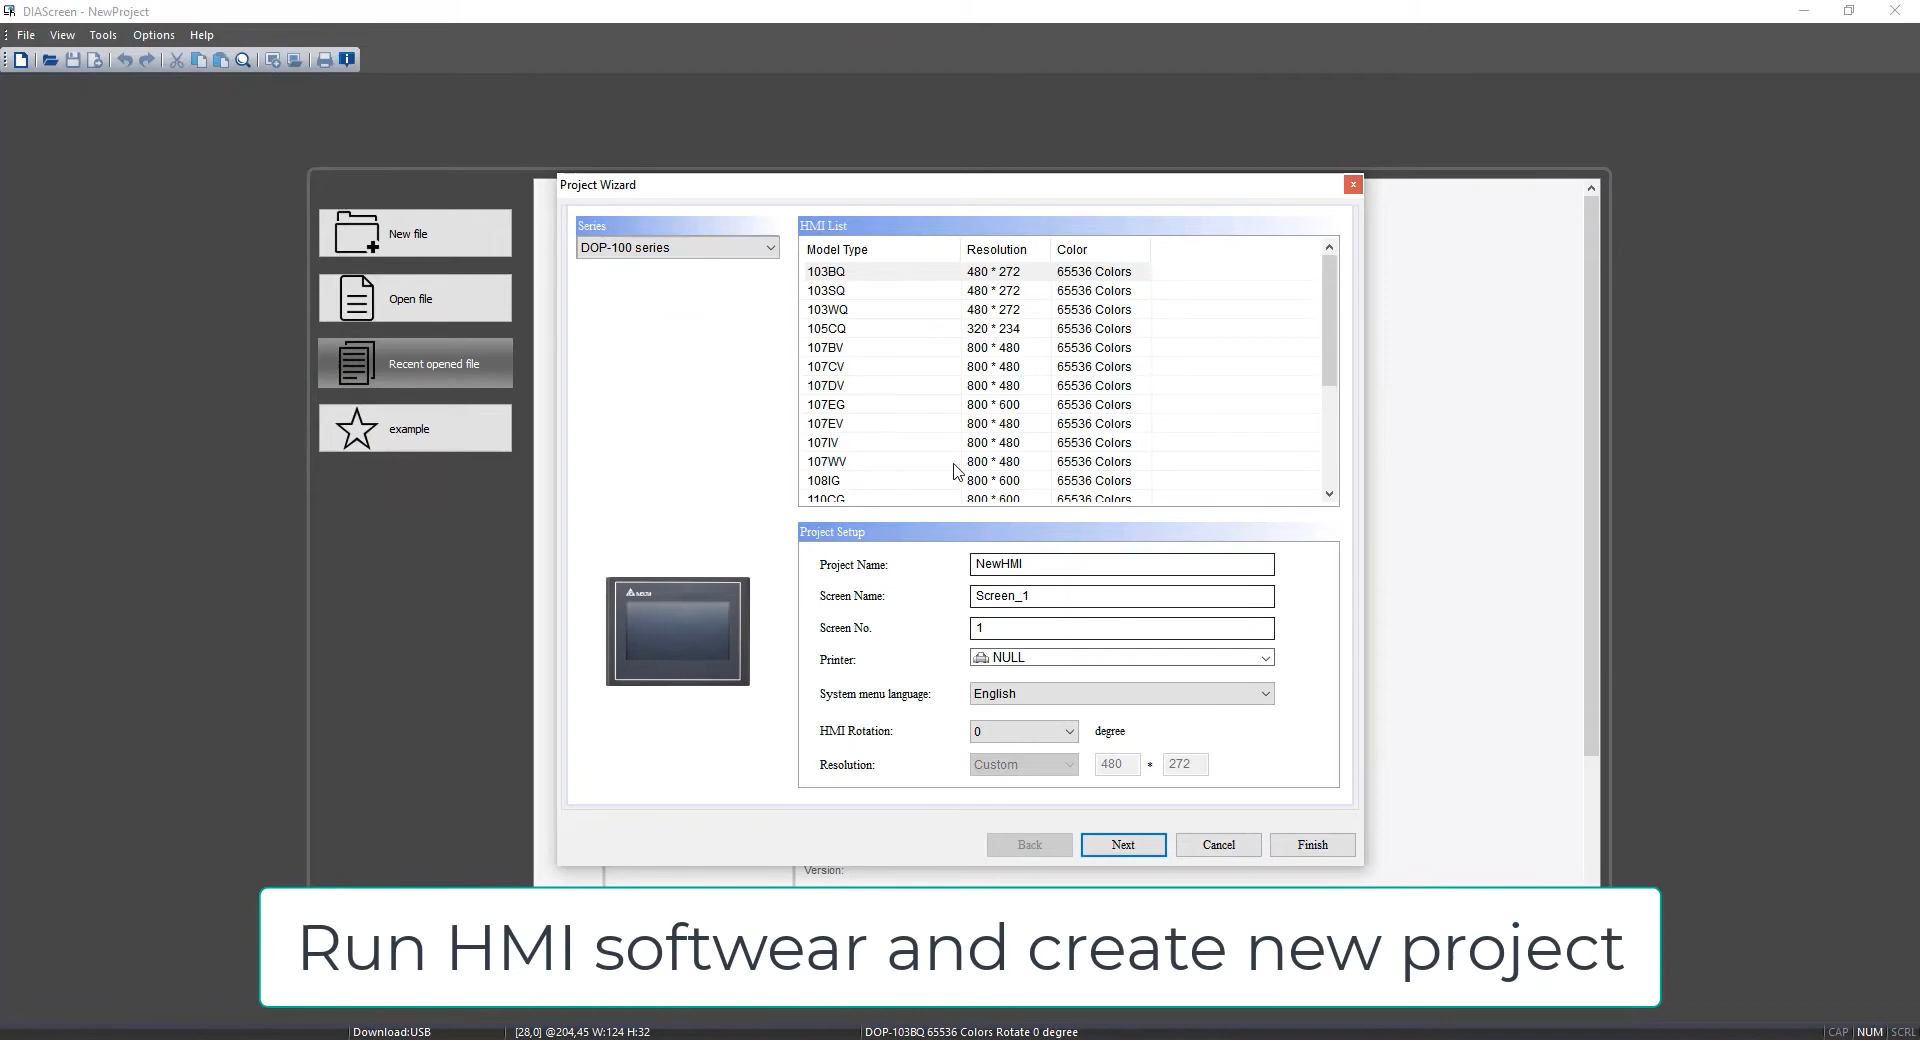 DIAScreen - NewProject
File View Tools Options Help
Project Wizard
Series
DOP-100 series
New file
Open file
Recent opened file
example
HMI List
Model Type Resolution Color
103BQ 480 * 272 65536 Colors
103SQ 480 * 272 65536 Colors
103WQ 480 * 272 65536 Colors
105CQ 320 * 234 65536 Colors
107BV 800 * 480 65536 Colors
107CV 800 * 480 65536 Colors
107DV 800 * 480 65536 Colors
107EG 800 * 600 65536 Colors
107EV 800 * 480 65536 Colors
107IV 800 * 480 65536 Colors
107WV 800 * 480 65536 Colors
108IG 800 * 600 65536 Colors
110CG 800 * 600 65536 Colors
Project Setup
Project Name: NewHMI
Screen Name: Screen_1
Screen No. 1
Printer: NULL
System menu language: English
HMI Rotation: 0 degree
Resolution: Custom 480 * 272
Back Next Cancel Finish
Version:
Run HMI softwear and create new project
Download:USB [28,0] @204,45 W:124 H:32 DOP-103BQ 65536 Colors Rotate 0 degree CAP NUM SCRL